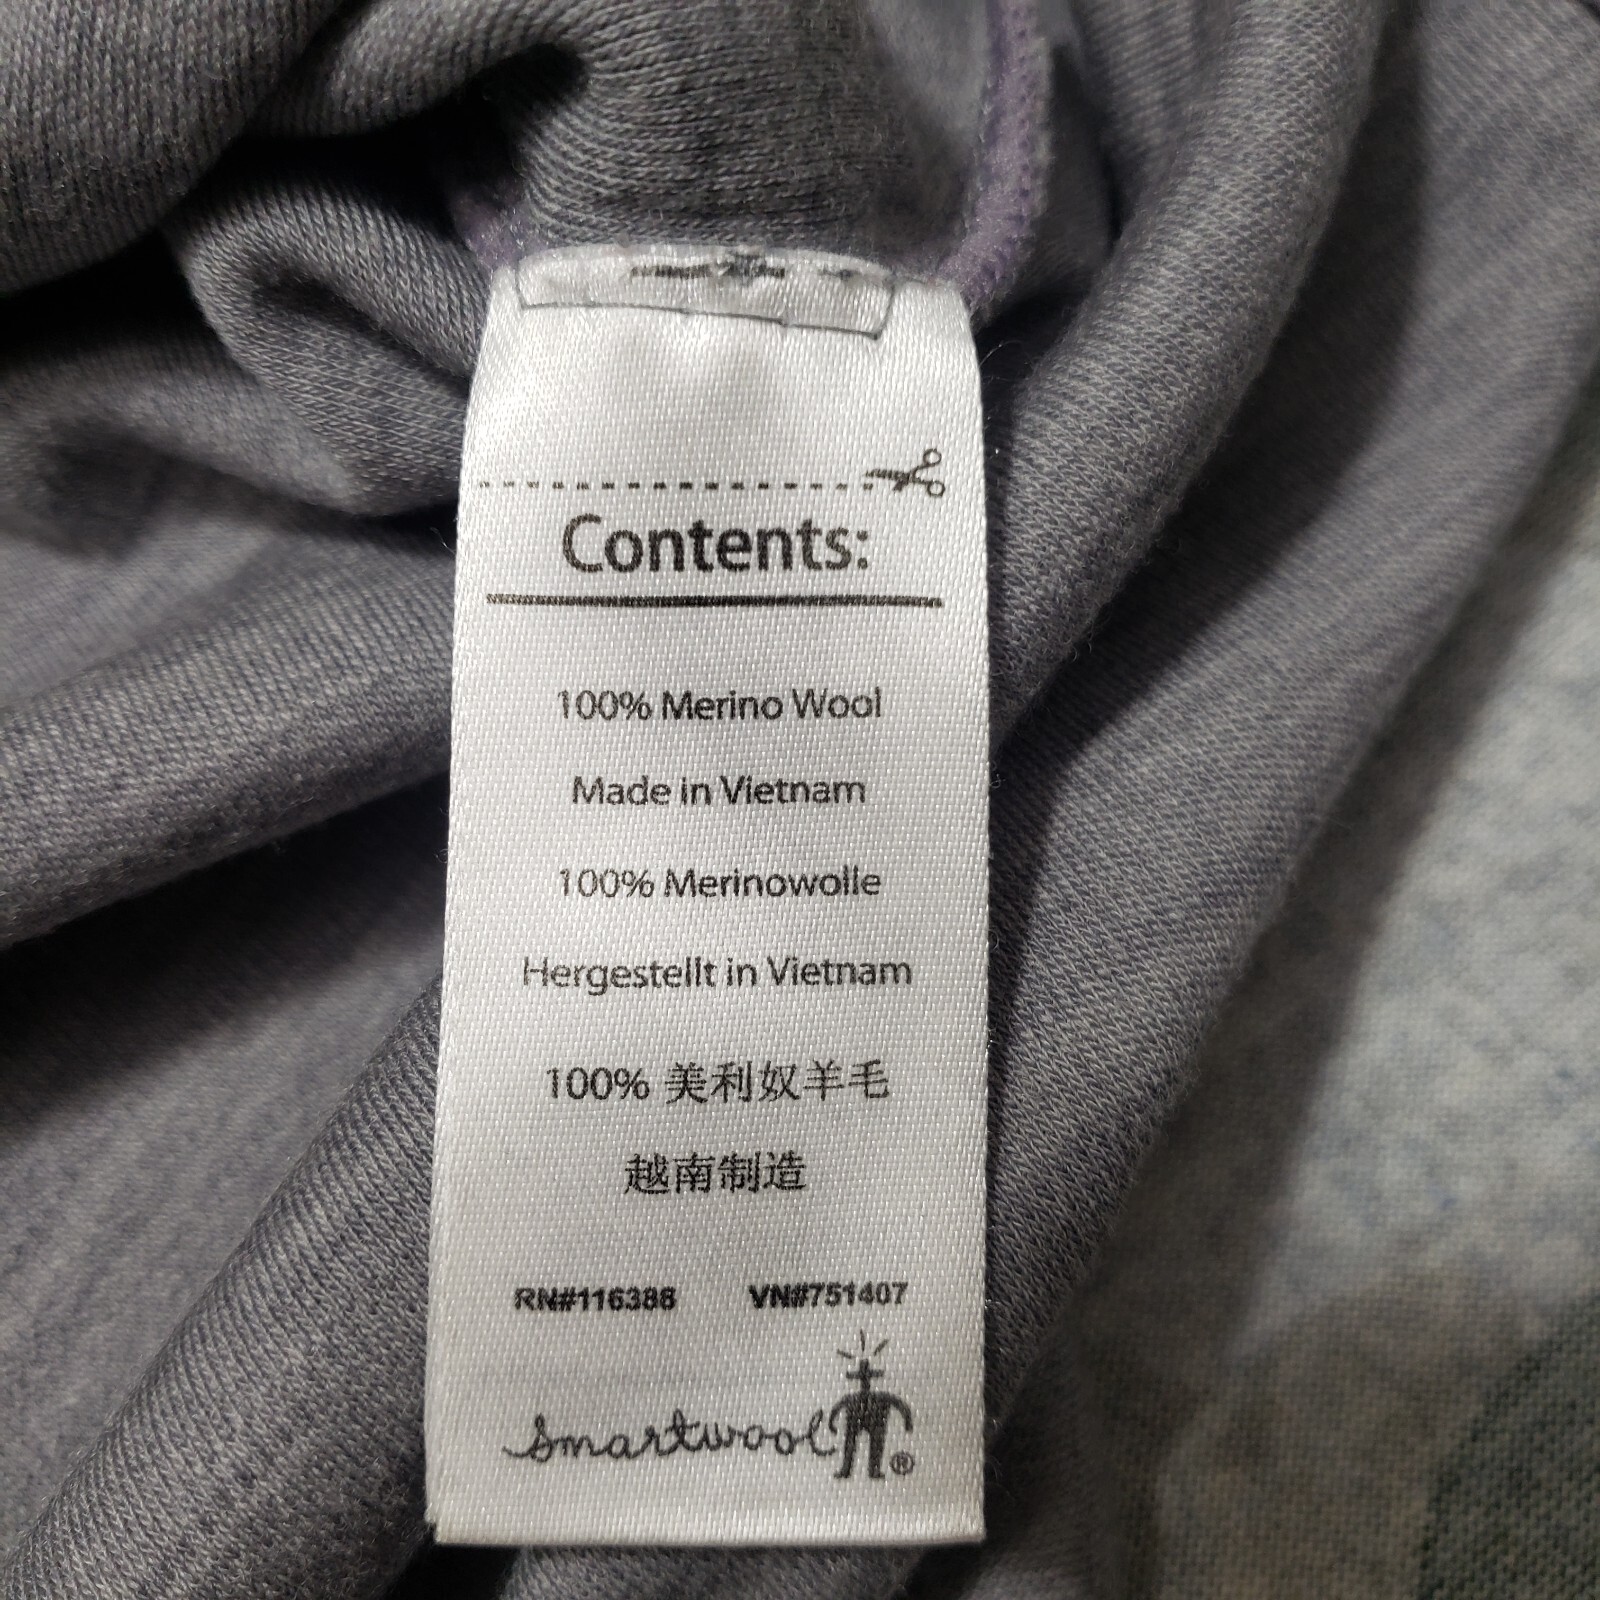 Contents:
100% Merino Wool
Made in Vietnam
100% Merinowolle
Hergestellt in Vietnam
100% 美利奴羊毛
越南制造
RN#116388 VN#751407
smartwool®